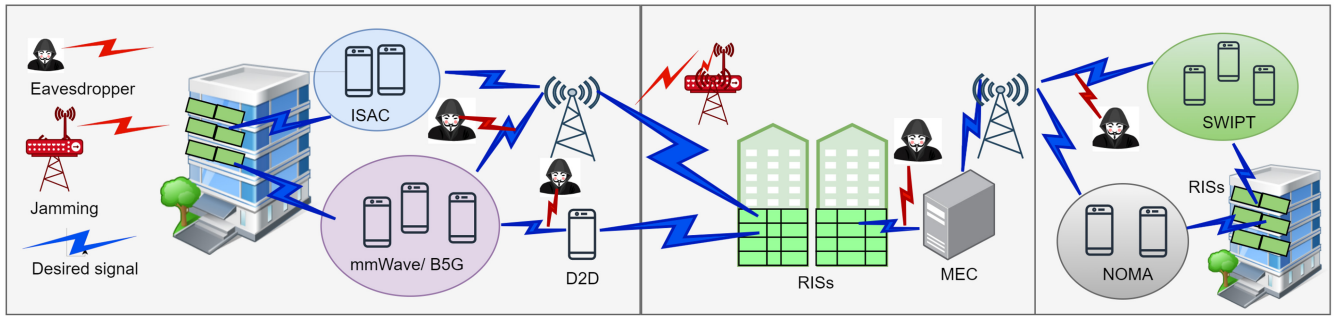 Eavesdropper
Jamming
Desired signal
ISAC
mmWave/ B5G
D2D
RISs
MEC
SWIPT
RISs
NOMA